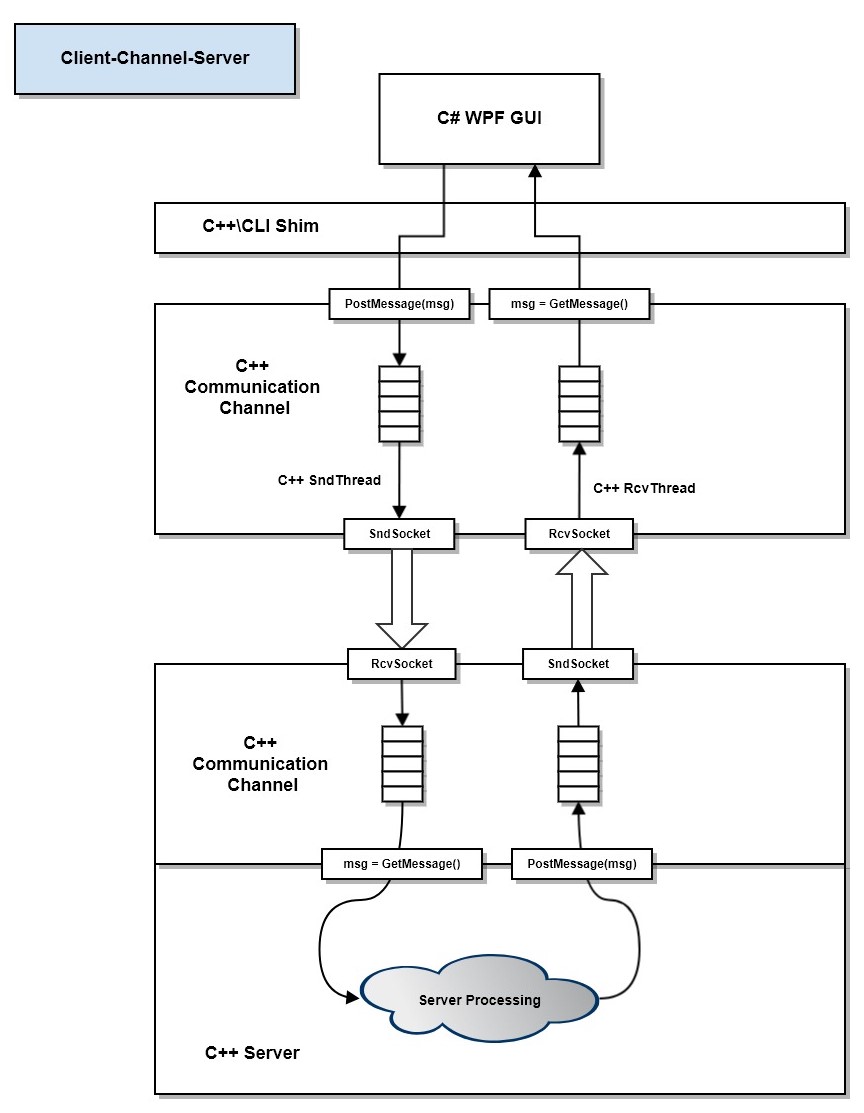 Client-Channel-Server
C# WPF GUI
C++\CLI Shim
PostMessage(msg)
msg = GetMessage()
C++
Communication
Channel
C++ SndThread
C++ RcvThread
SndSocket
RcvSocket
RcvSocket
SndSocket
C++
Communication
Channel
msg = GetMessage()
PostMessage(msg)
Server Processing
C++ Server